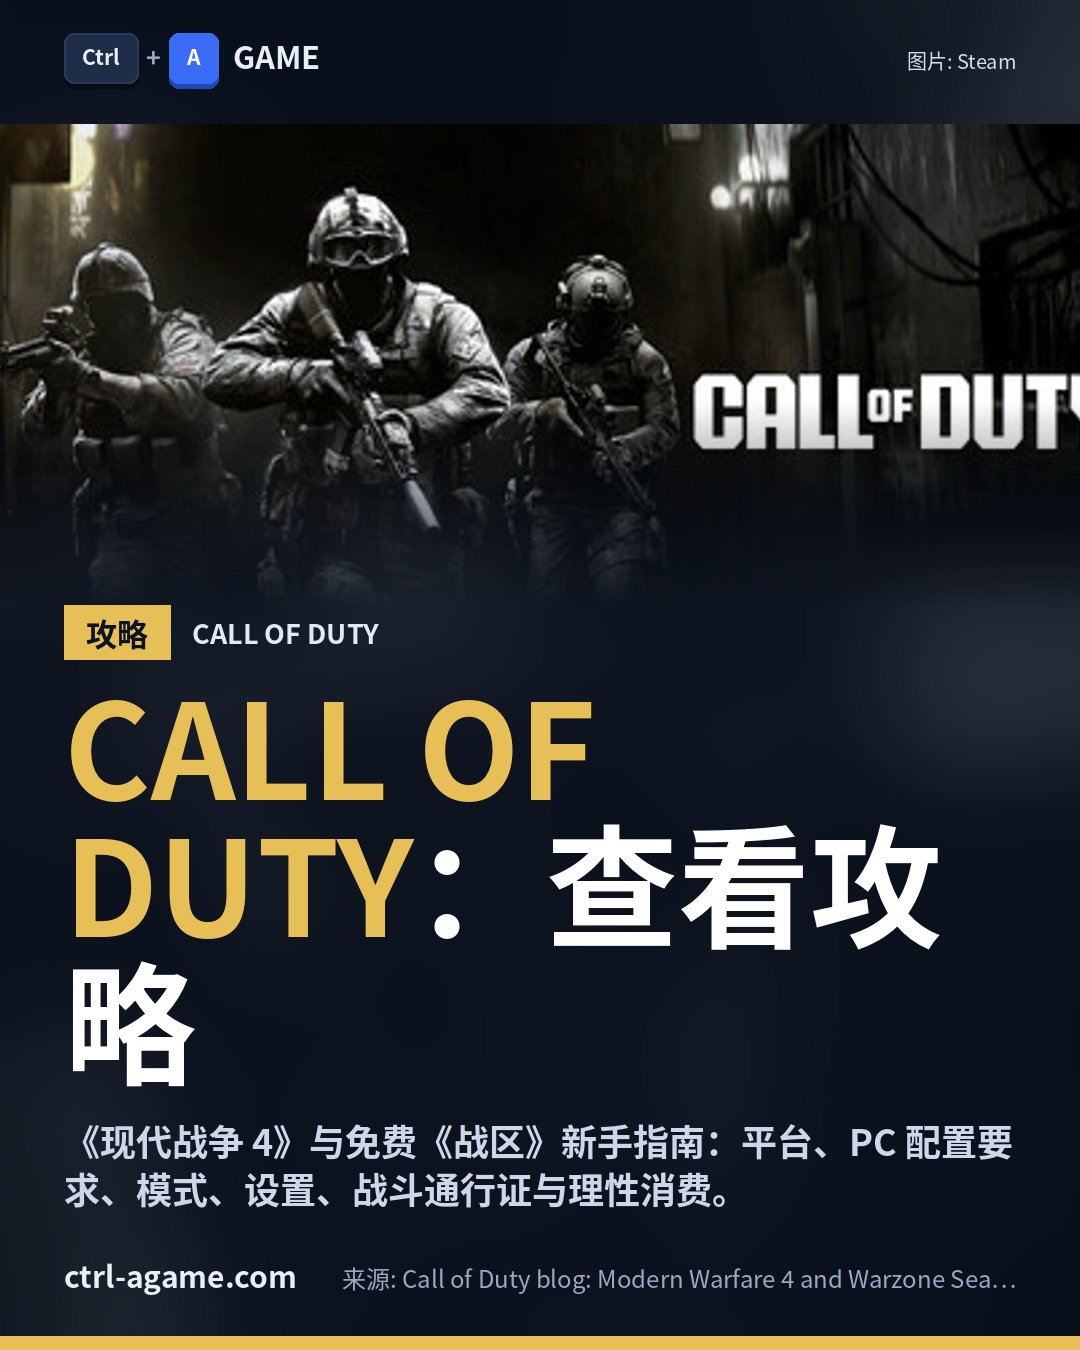 Ctrl + A GAME
图片: Steam
CALL OF DUTY
攻略 CALL OF DUTY
CALL OF
DUTY：查看攻
略
《现代战争 4》与免费《战区》新手指南：平台、PC 配置要
求、模式、设置、战斗通行证与理性消费。
ctrl-agame.com
来源: Call of Duty blog: Modern Warfare 4 and Warzone Sea…